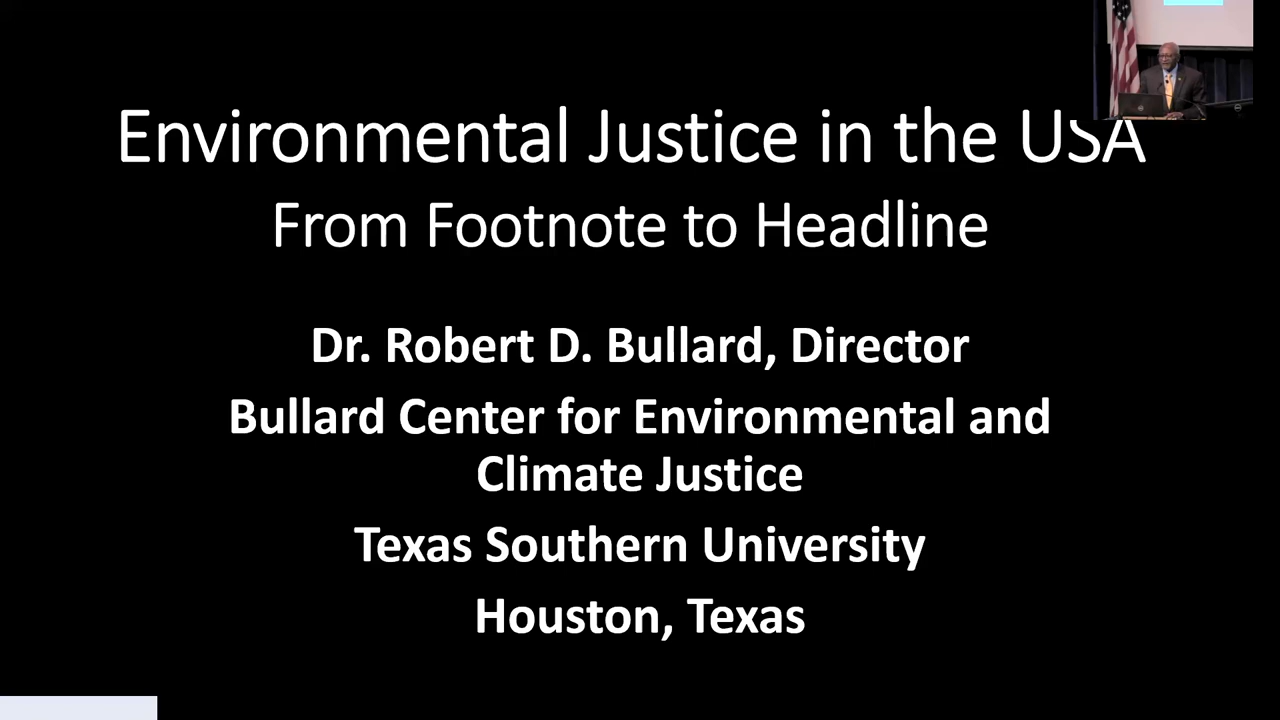 Environmental Justice in the USA
From Footnote to Headline
Dr. Robert D. Bullard, Director
Bullard Center for Environmental and
Climate Justice
Texas Southern University
Houston, Texas